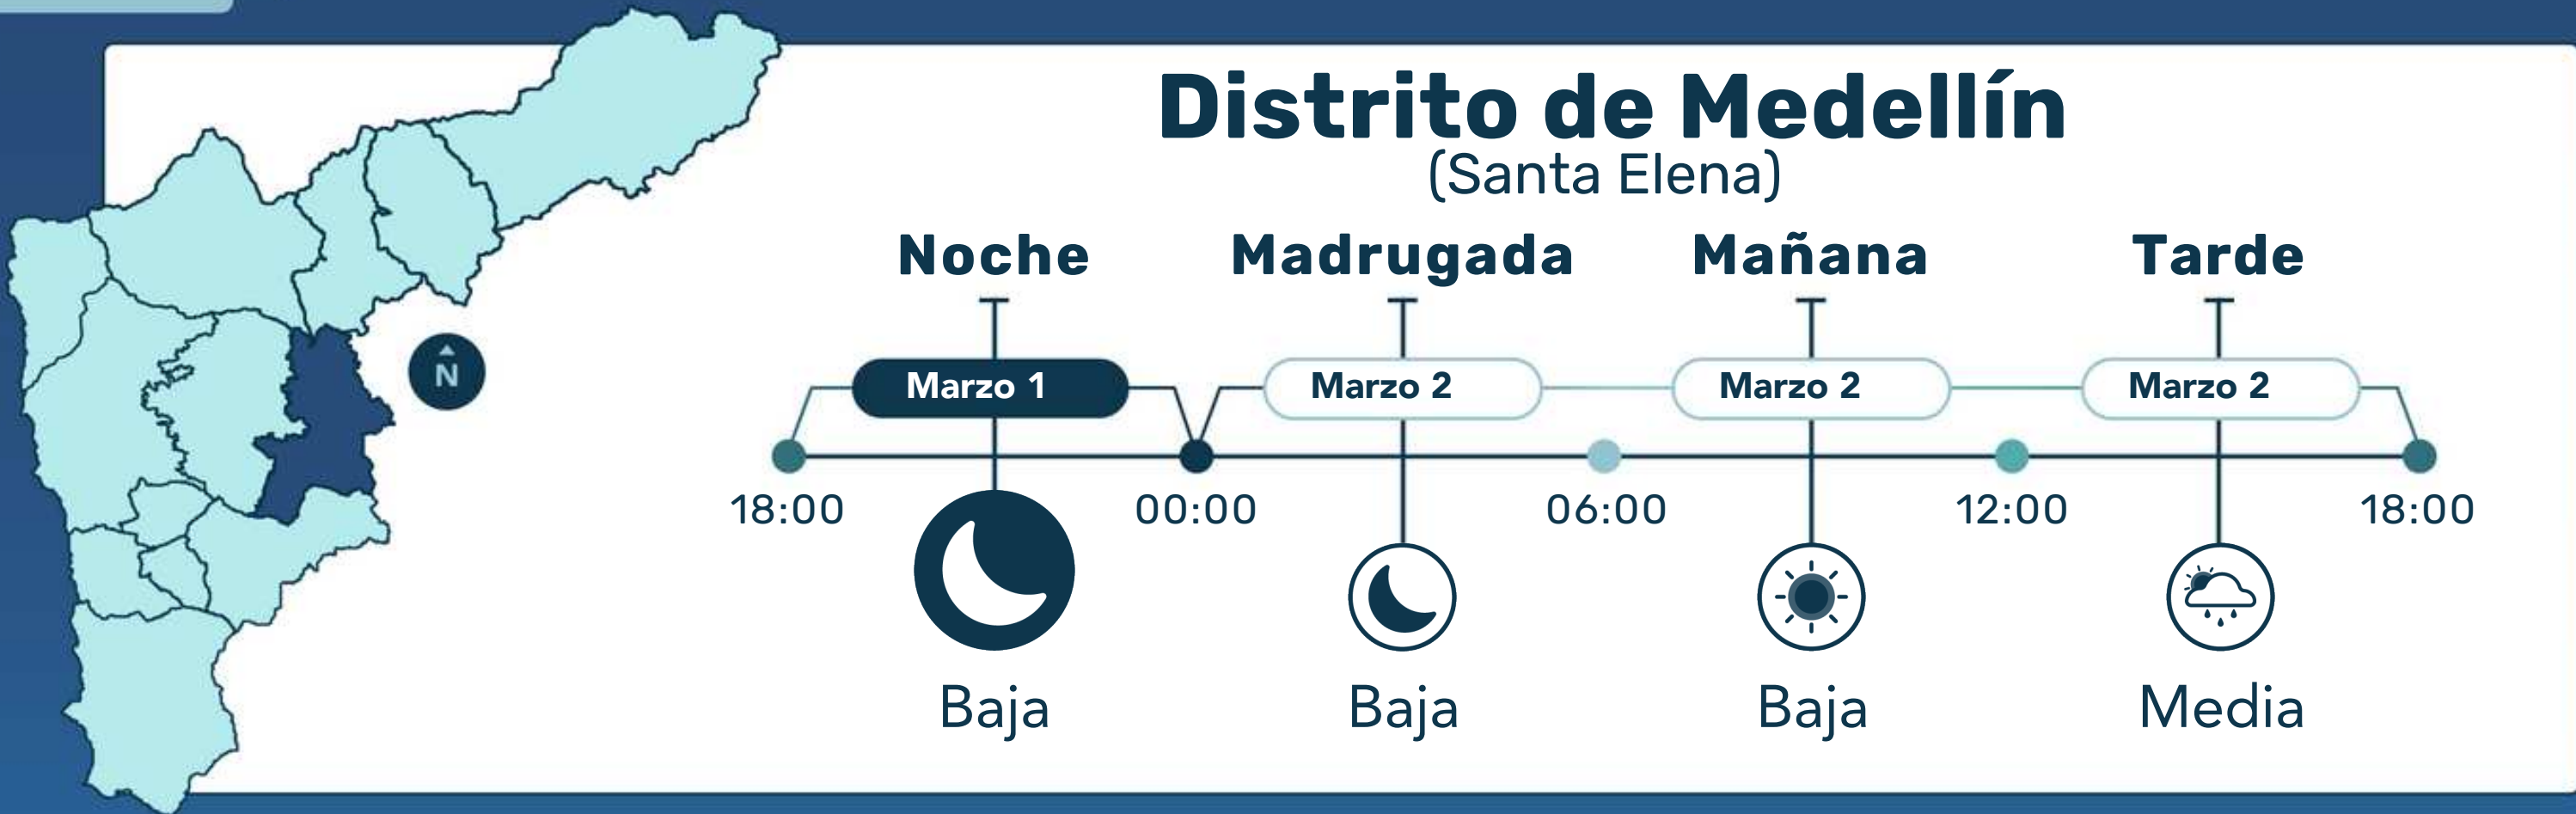 Distrito de Medellín
(Santa Elena)
Noche Madrugada Mañana Tarde
N
Marzo 1 Marzo 2 Marzo 2 Marzo 2
18:00 00:00 06:00 12:00 18:00
Baja Baja Baja Media